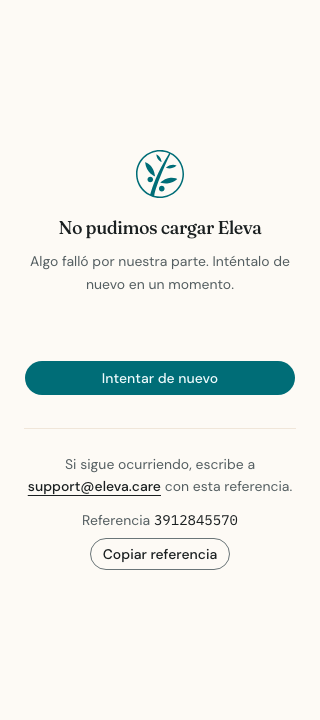 No pudimos cargar Eleva
Algo falló por nuestra parte. Inténtalo de
nuevo en un momento.
Intentar de nuevo
Si sigue ocurriendo, escribe a
support@eleva.care con esta referencia.
Referencia 3912845570
Copiar referencia